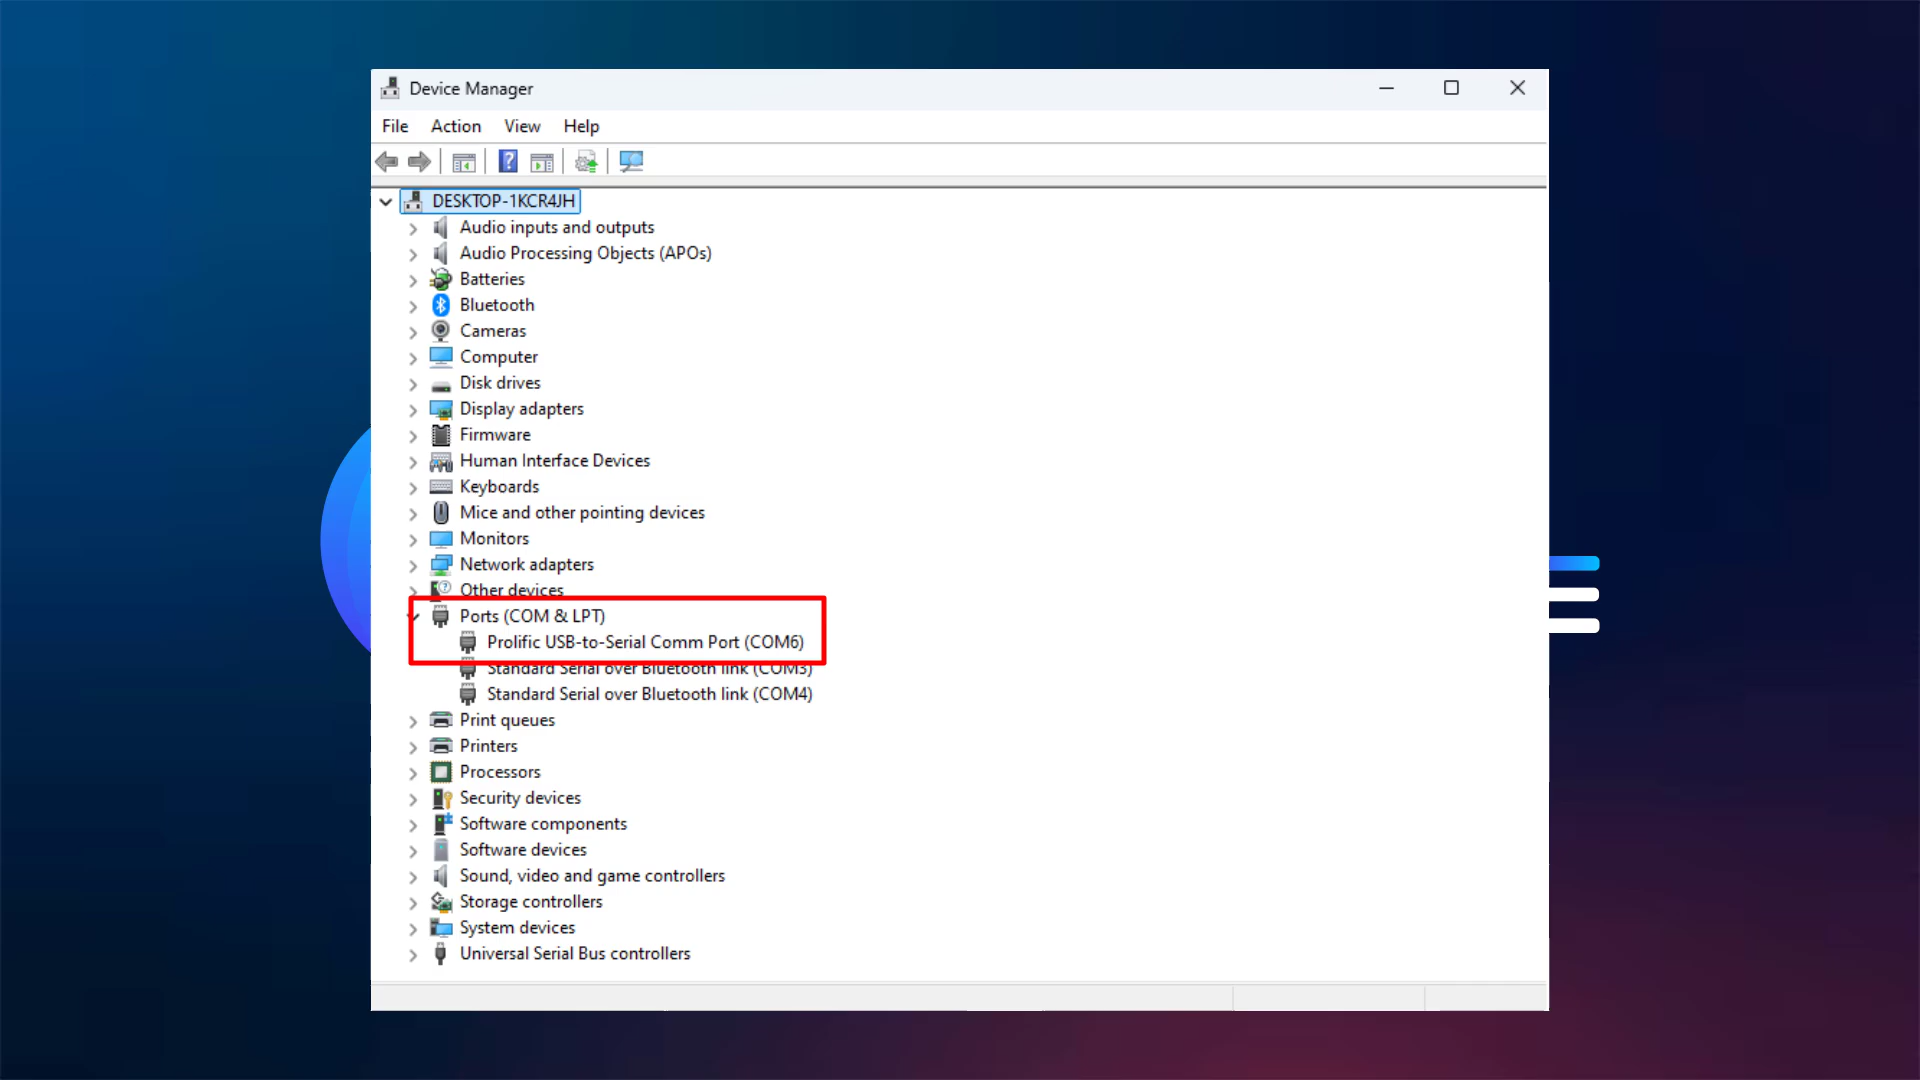 Device Manager
File Action View Help
DESKTOP-1KCR4JH
Audio inputs and outputs
Audio Processing Objects (APOs)
Batteries
Bluetooth
Cameras
Computer
Disk drives
Display adapters
Firmware
Human Interface Devices
Keyboards
Mice and other pointing devices
Monitors
Network adapters
Other devices
Ports (COM & LPT)
Prolific USB-to-Serial Comm Port (COM6)
Standard Serial over Bluetooth link (COM3)
Standard Serial over Bluetooth link (COM4)
Print queues
Printers
Processors
Security devices
Software components
Software devices
Sound, video and game controllers
Storage controllers
System devices
Universal Serial Bus controllers